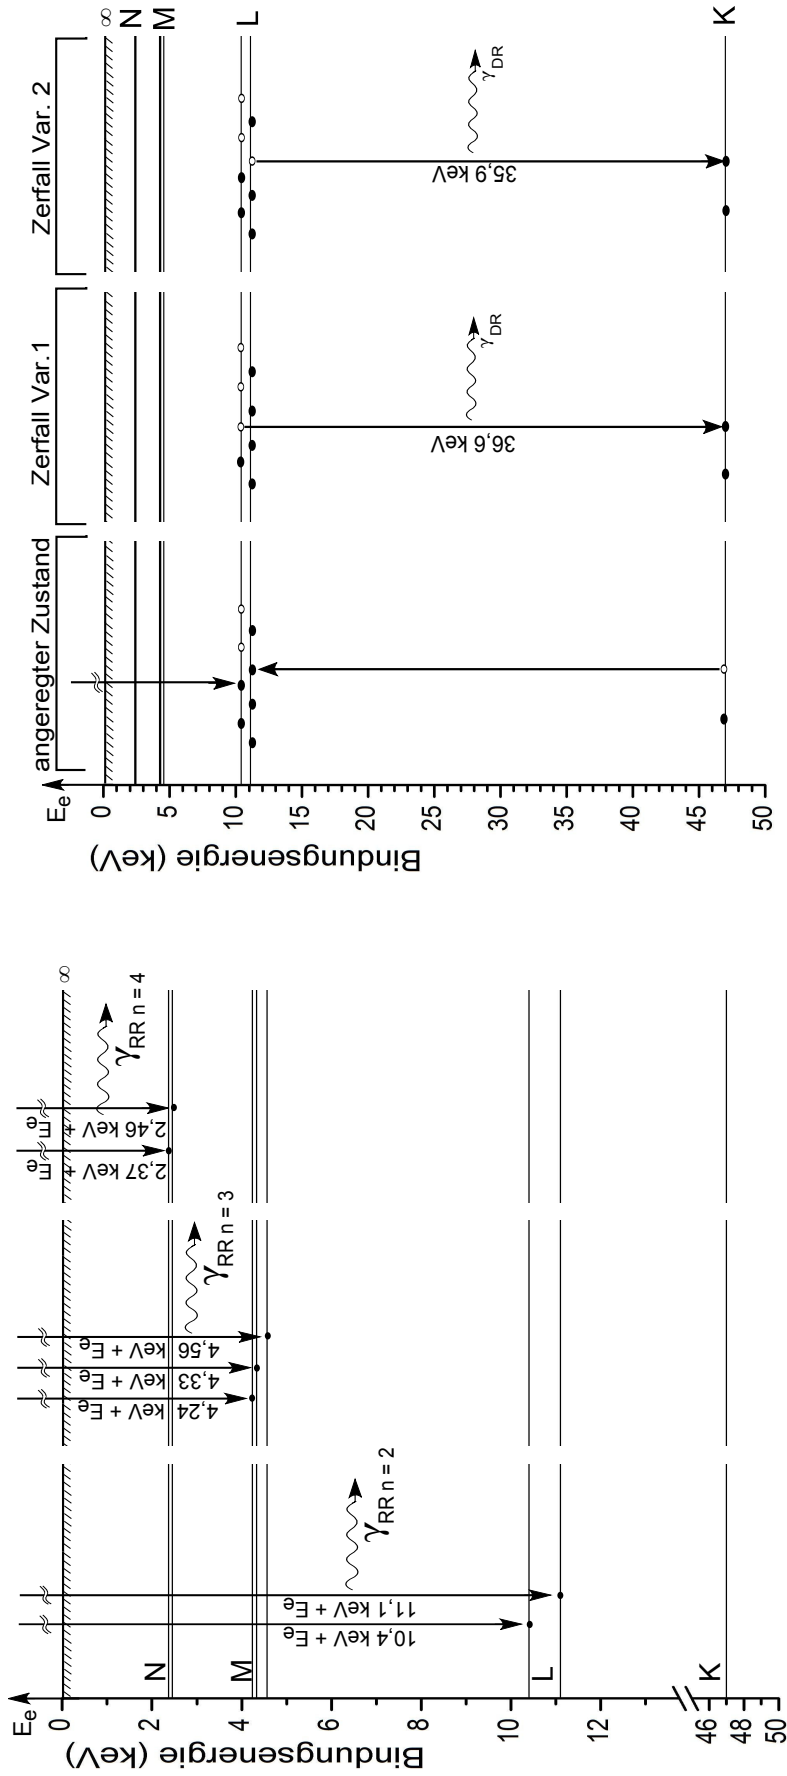 E_e
Bindungsenergie (keV)
0
2
4
6
8
10
12
46
48
50
N
M
L
K
∞
10,4 keV + E_e
11,1 keV + E_e
γ_RR n = 2
4,24 keV + E_e
4,33 keV + E_e
4,56 keV + E_e
γ_RR n = 3
2,37 keV + E_e
2,46 keV + E_e
γ_RR n = 4
E_e
Bindungsenergie (keV)
0
5
10
15
20
25
30
35
40
45
50
angeregter Zustand
Zerfall Var.1
36,6 keV
γ_DR
Zerfall Var. 2
35,9 keV
γ_DR
∞
N
M
L
K